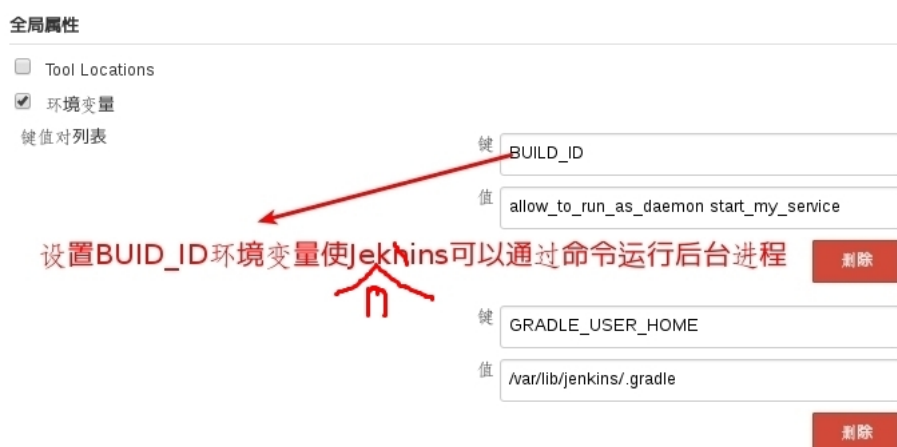 全局属性
Tool Locations
环境变量
键值对列表
键 BUILD_ID
值 allow_to_run_as_daemon start_my_service
设置BUID_ID环境变量使Jekhins可以通过命令运行后台进程 删除
n
键 GRADLE_USER_HOME
值 /var/lib/jenkins/.gradle
删除